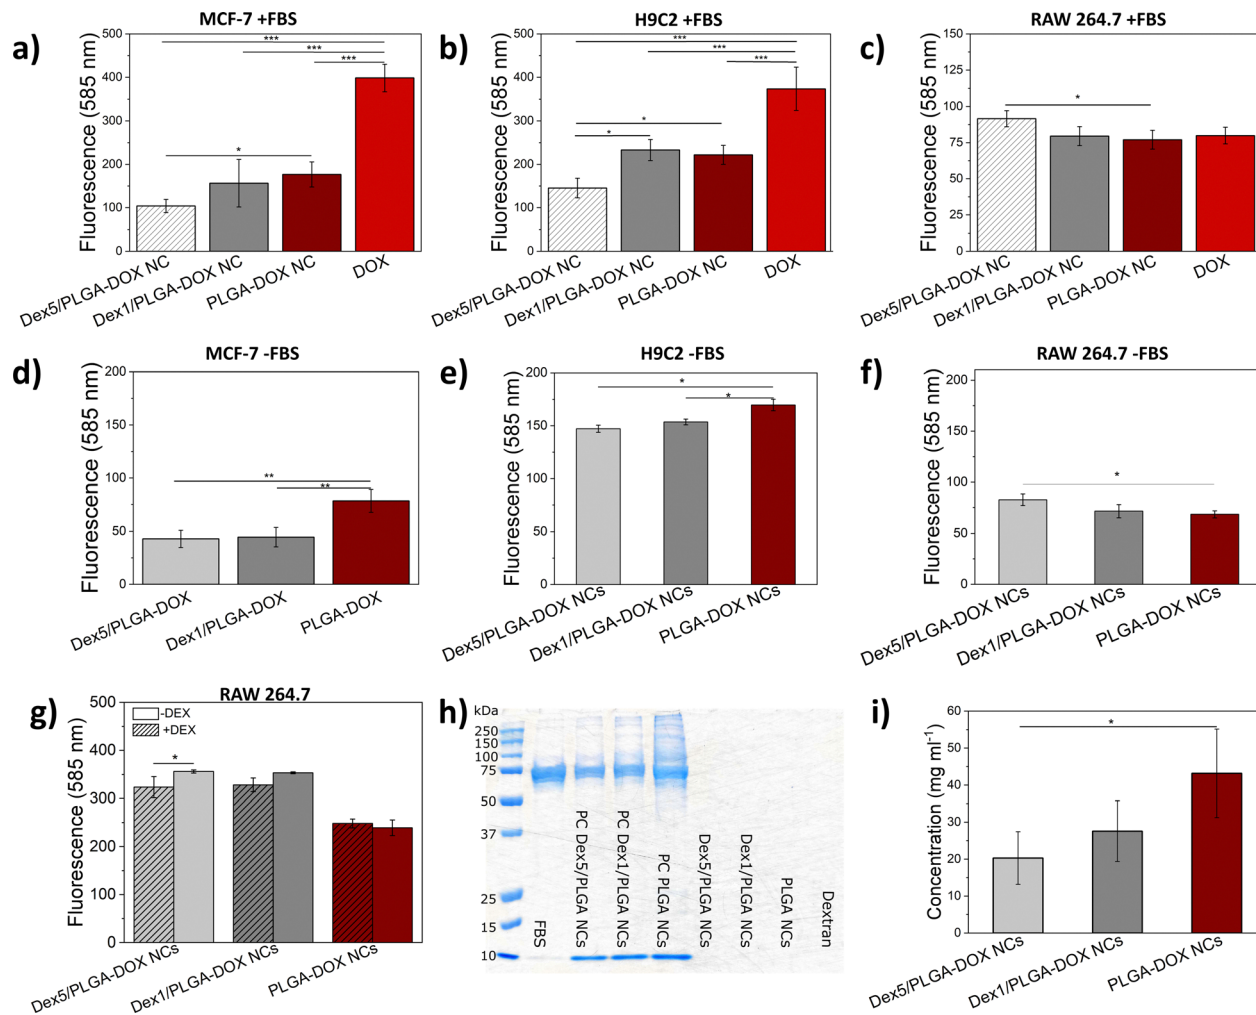 a)
MCF-7 +FBS
Fluorescence (585 nm)
500
400
300
200
100
0
***
***
***
*
Dex5/PLGA-DOX NC
Dex1/PLGA-DOX NC
PLGA-DOX NC
DOX
b)
H9C2 +FBS
Fluorescence (585 nm)
500
400
300
200
100
0
***
***
***
*
*
Dex5/PLGA-DOX NC
Dex1/PLGA-DOX NC
PLGA-DOX NC
DOX
c)
RAW 264.7 +FBS
Fluorescence (585 nm)
150
125
100
75
50
25
0
*
Dex5/PLGA-DOX NC
Dex1/PLGA-DOX NC
PLGA-DOX NC
DOX
d)
MCF-7 -FBS
Fluorescence (585 nm)
200
150
100
50
0
**
**
Dex5/PLGA-DOX
Dex1/PLGA-DOX
PLGA-DOX
e)
H9C2 -FBS
Fluorescence (585 nm)
200
150
100
50
0
*
*
Dex5/PLGA-DOX NCs
Dex1/PLGA-DOX NCs
PLGA-DOX NCs
f)
RAW 264.7 -FBS
Fluorescence (585 nm)
200
150
100
50
0
*
Dex5/PLGA-DOX NCs
Dex1/PLGA-DOX NCs
PLGA-DOX NCs
g)
RAW 264.7
Fluorescence (585 nm)
500
400
300
200
100
0
-DEX
+DEX
*
Dex5/PLGA-DOX NCs
Dex1/PLGA-DOX NCs
PLGA-DOX NCs
h)
kDa
250
150
100
75
50
37
25
15
10
FBS
PC Dex5/PLGA NCs
PC Dex1/PLGA NCs
PC PLGA NCs
Dex5/PLGA NCs
Dex1/PLGA NCs
PLGA NCs
Dextran
i)
Concentration (mg ml⁻¹)
60
50
40
30
20
10
0
*
Dex5/PLGA-DOX NCs
Dex1/PLGA-DOX NCs
PLGA-DOX NCs